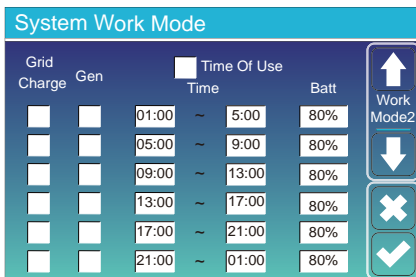 System Work Mode
Grid
Charge
Gen
Time Of Use
Time
Batt
01:00 ~ 5:00 80%
05:00 ~ 9:00 80%
09:00 ~ 13:00 80%
13:00 ~ 17:00 80%
17:00 ~ 21:00 80%
21:00 ~ 01:00 80%
Work
Mode2